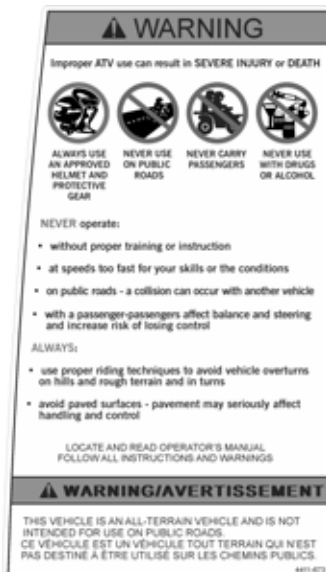 WARNING
Improper ATV use can result in SEVERE INJURY or DEATH
ALWAYS USE
AN APPROVED
HELMET AND
PROTECTIVE
GEAR
NEVER USE
ON PUBLIC
ROADS
NEVER CARRY
PASSENGERS
NEVER USE
WITH DRUGS
OR ALCOHOL
NEVER operate:
• without proper training or instruction
• at speeds too fast for your skills or the conditions
• on public roads - a collision can occur with another vehicle
• with a passenger-passengers affect balance and steering
and increase risk of losing control
ALWAYS:
• use proper riding techniques to avoid vehicle overturns
on hills and rough terrain and in turns
• avoid paved surfaces - pavement may seriously affect
handling and control
LOCATE AND READ OPERATOR'S MANUAL
FOLLOW ALL INSTRUCTIONS AND WARNINGS
WARNING/AVERTISSEMENT
THIS VEHICLE IS AN ALL-TERRAIN VEHICLE AND IS NOT
INTENDED FOR USE ON PUBLIC ROADS.
CE VÉHICULE EST UN VÉHICULE TOUT TERRAIN QUI N'EST
PAS DESTINÉ À ÊTRE UTILISÉ SUR LES CHEMINS PUBLICS.